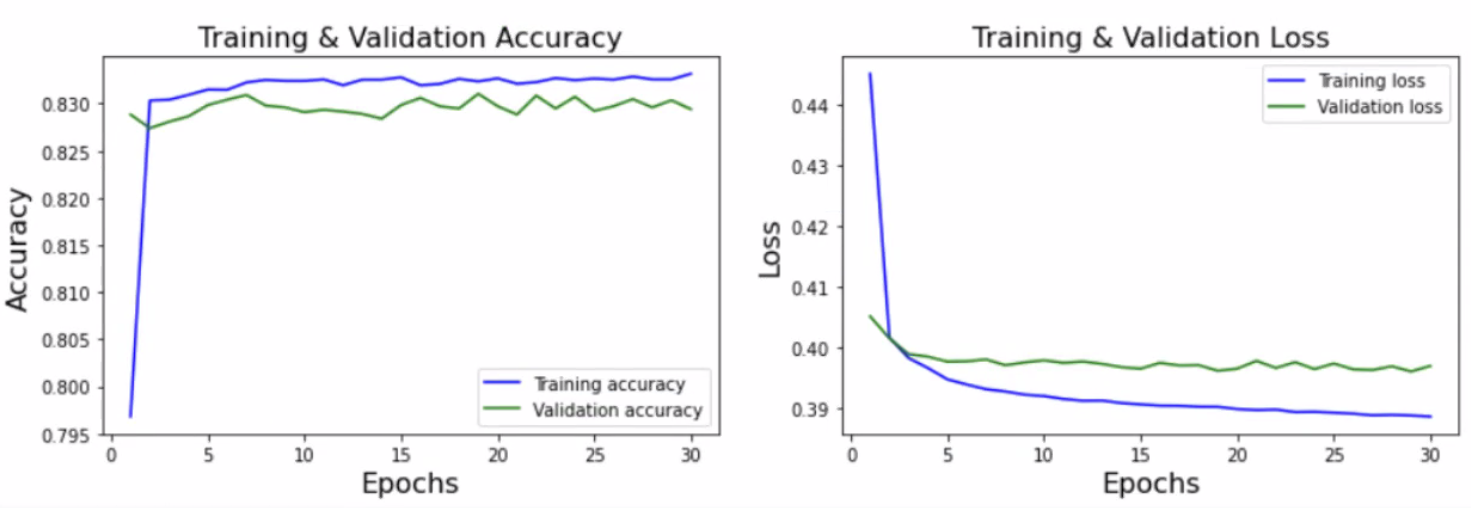 Training & Validation Accuracy
Accuracy
0.830
0.825
0.820
0.815
0.810
0.805
0.800
0.795
Training accuracy
Validation accuracy
0 5 10 15 20 25 30
Epochs
Training & Validation Loss
Loss
0.44
0.43
0.42
0.41
0.40
0.39
Training loss
Validation loss
0 5 10 15 20 25 30
Epochs